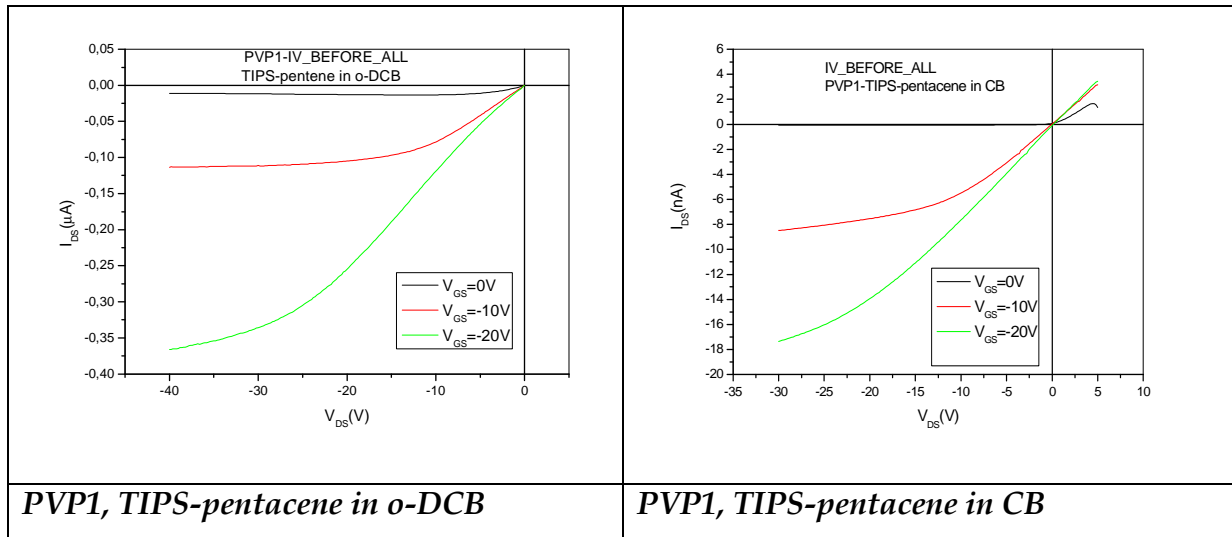 PVP1-IV_BEFORE_ALL
TIPS-pentene in o-DCB
0,05
0,00
-0,05
-0,10
-0,15
-0,20
-0,25
-0,30
-0,35
-0,40
I_DS(μA)
V_GS=0V
V_GS=-10V
V_GS=-20V
-40
-30
-20
-10
0
V_DS(V)
IV_BEFORE_ALL
PVP1-TIPS-pentacene in CB
6
4
2
0
-2
-4
-6
-8
-10
-12
-14
-16
-18
-20
I_DS(nA)
V_GS=0V
V_GS=-10V
V_GS=-20V
-35
-30
-25
-20
-15
-10
-5
0
5
10
V_DS(V)
PVP1, TIPS-pentacene in o-DCB
PVP1, TIPS-pentacene in CB